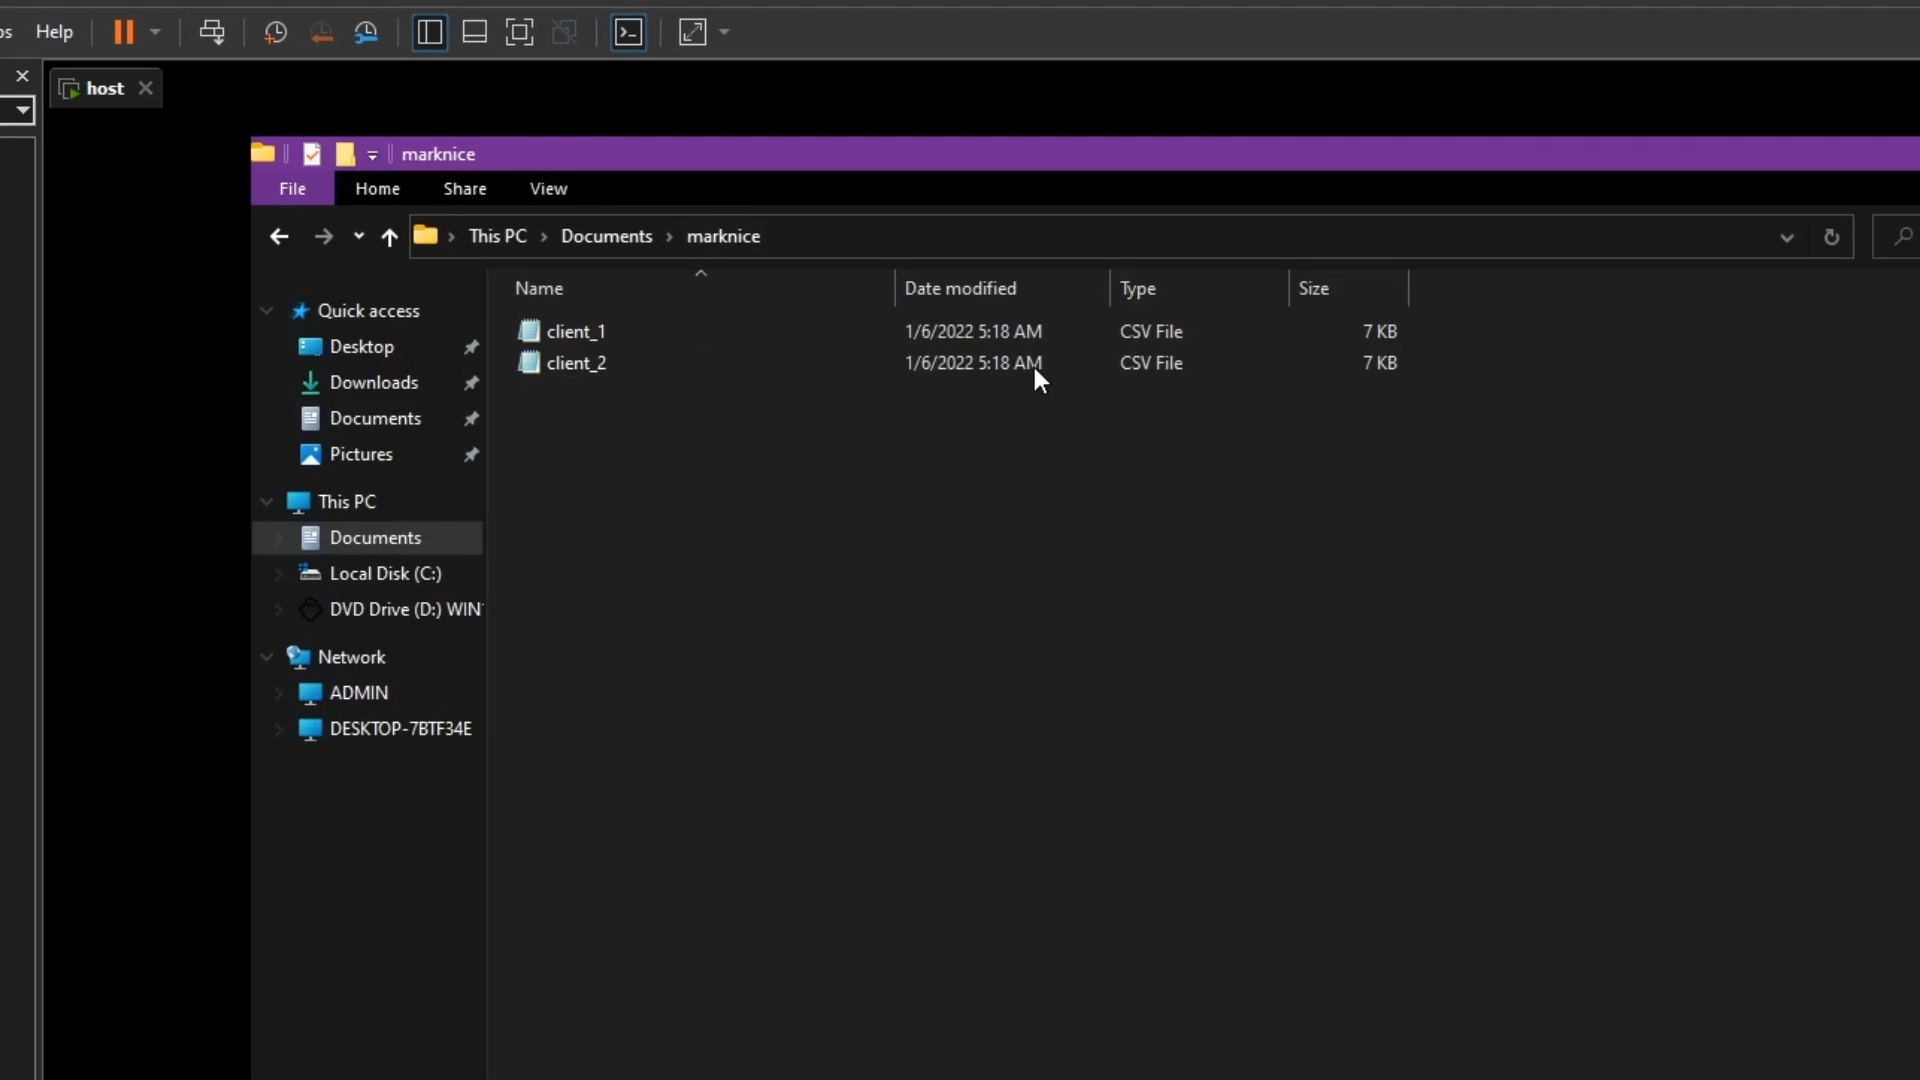 os Help
host
marknice
File Home Share View
This PC Documents marknice
Name Date modified Type Size
Quick access
client_1 1/6/2022 5:18 AM CSV File 7 KB
Desktop
client_2 1/6/2022 5:18 AM CSV File 7 KB
Downloads
Documents
Pictures
This PC
Documents
Local Disk (C:)
DVD Drive (D:) WIN
Network
ADMIN
DESKTOP-7BTF34E